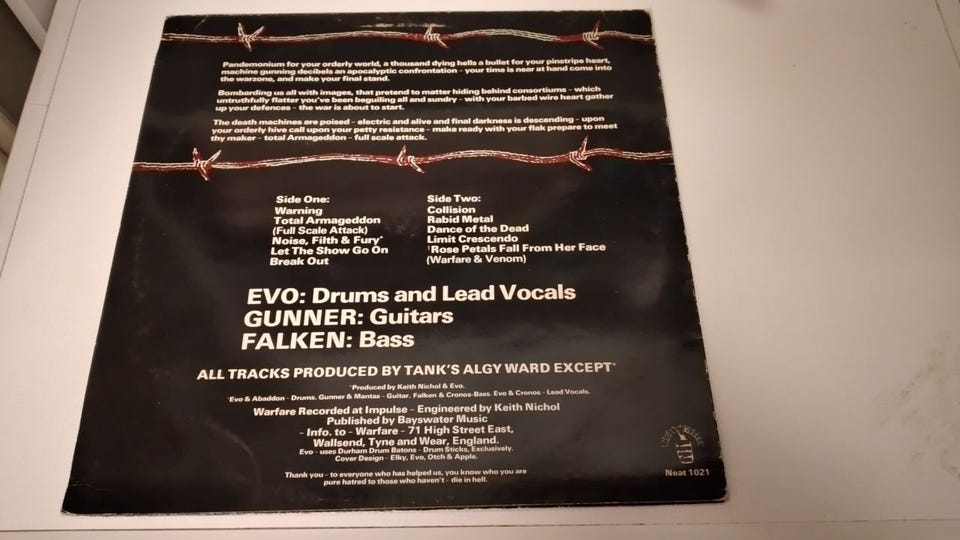 Pandemonium for your orderly world, a thousand dying hells a bullet for your pinstripe heart,
machine gunning decibels an apocalyptic confrontation - your time is near at hand come into
the warzone, and make your final stand.
Bombarding us all with images, that pretend to matter hiding behind consortiums - which
untruthfully flatter you've been beguiling all and sundry - with your barbed wire heart gather
up your defences - the war is about to start.
The death machines are poised - electric and alive and final darkness is descending - upon
your orderly hive call upon your petty resistance - make ready with your flak prepare to meet
thy maker - total Armageddon - full scale attack.
Side One:
Warning
Total Armageddon
(Full Scale Attack)
Noise, Filth & Fury*
Let The Show Go On
Break Out
Side Two:
Collision
Rabid Metal
Dance of the Dead
Limit Crescendo
†Rose Petals Fall From Her Face
(Warfare & Venom)
EVO: Drums and Lead Vocals
GUNNER: Guitars
FALKEN: Bass
ALL TRACKS PRODUCED BY TANK'S ALGY WARD EXCEPT*
*Produced by Keith Nichol & Evo.
†Evo & Abaddon - Drums. Gunner & Mantas - Guitar. Falken & Cronos-Bass. Evo & Cronos - Lead Vocals.
Warfare Recorded at Impulse - Engineered by Keith Nichol
Published by Bayswater Music
- Info. to - Warfare - 71 High Street East,
Wallsend, Tyne and Wear, England.
Evo - uses Durham Drum Batons - Drum Sticks, Exclusively.
Cover Design - Elky, Evo, Otch & Apple.
Thank you - to everyone who has helped us, you know who you are
pure hatred to those who haven't - die in hell.
Neat 1021